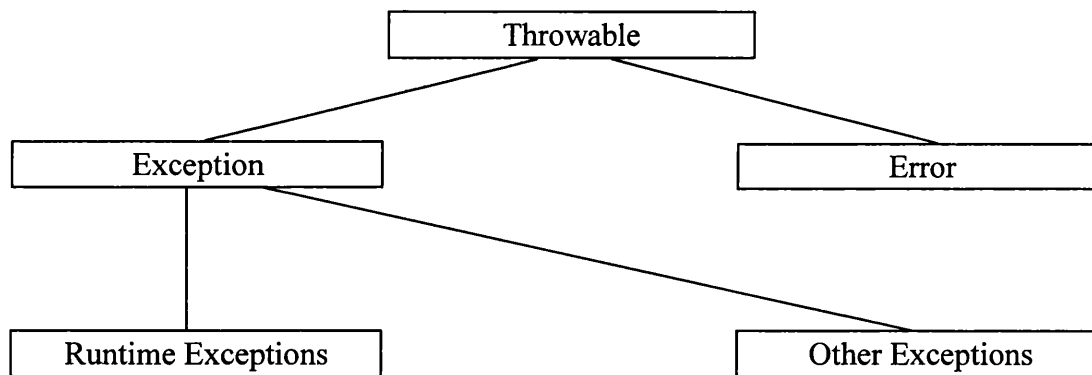 Throwable
Exception
Error
Runtime Exceptions
Other Exceptions